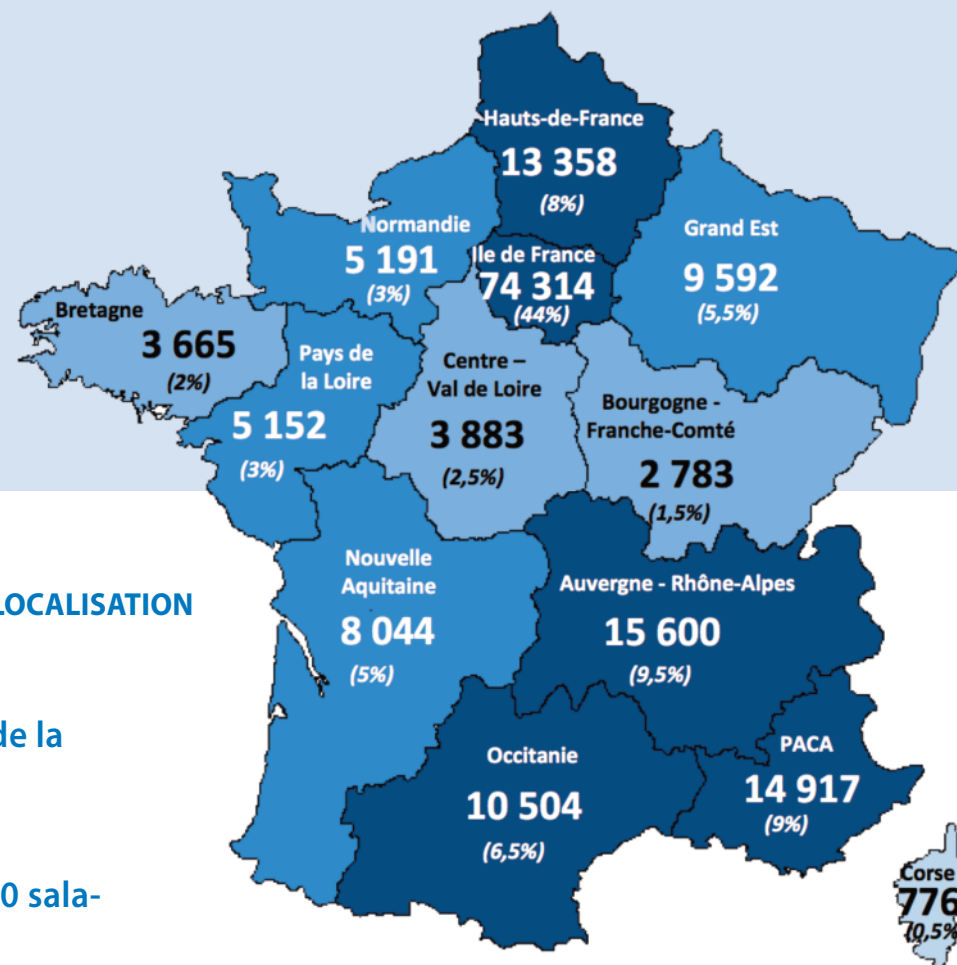 Hauts-de-France
13 358
(8%)
Normandie
5 191
(3%)
Ile de France
74 314
(44%)
Grand Est
9 592
(5,5%)
Bretagne
3 665
(2%)
Pays de
la Loire
5 152
(3%)
Centre –
Val de Loire
3 883
(2,5%)
Bourgogne -
Franche-Comté
2 783
(1,5%)
LOCALISATION
de la
0 sala-
Nouvelle
Aquitaine
8 044
(5%)
Auvergne - Rhône-Alpes
15 600
(9,5%)
Occitanie
10 504
(6,5%)
PACA
14 917
(9%)
Corse
776
(0,5%